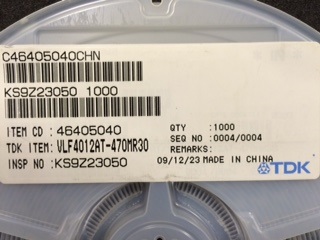 C46405040CHN
KS9Z23050 1000
ITEM CD : 46405040
TDK ITEM: VLF4012AT-470MR30
INSP NO : KS9Z23050
QTY : 1000
SEQ NO : 0004/0004
REMARKS:
09/12/23 MADE IN CHINA
TDK